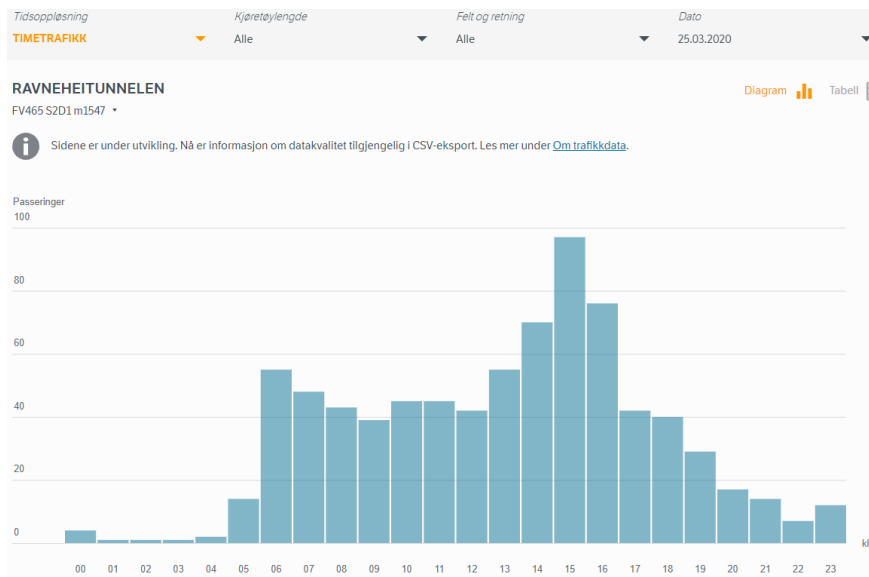 Tidsoppløsning Kjøretøylengde Felt og retning Dato
TIMETRAFIKK Alle Alle 25.03.2020
RAVNEHEITUNNELEN
Diagram Tabell
FV465 S2D1 m1547
Sidene er under utvikling. Nå er informasjon om datakvalitet tilgjengelig i CSV-eksport. Les mer under Om trafikkdata.
Passeringer
100
80
60
40
20
0
kl
00 01 02 03 04 05 06 07 08 09 10 11 12 13 14 15 16 17 18 19 20 21 22 23